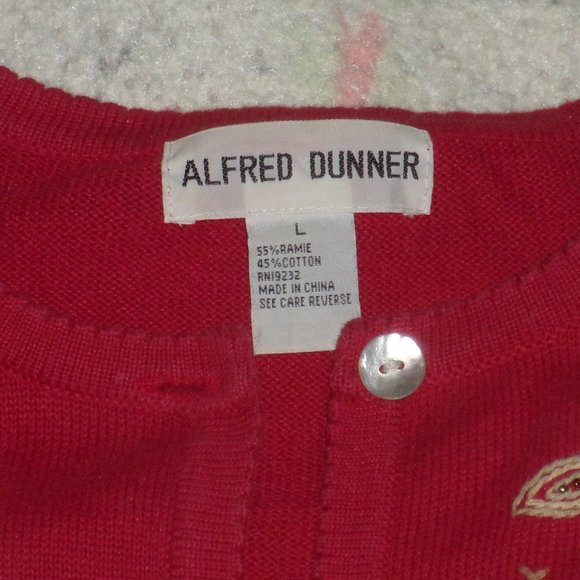 ALFRED DUNNER
L
55%RAMIE
45%COTTON
RN19232
MADE IN CHINA
SEE CARE REVERSE